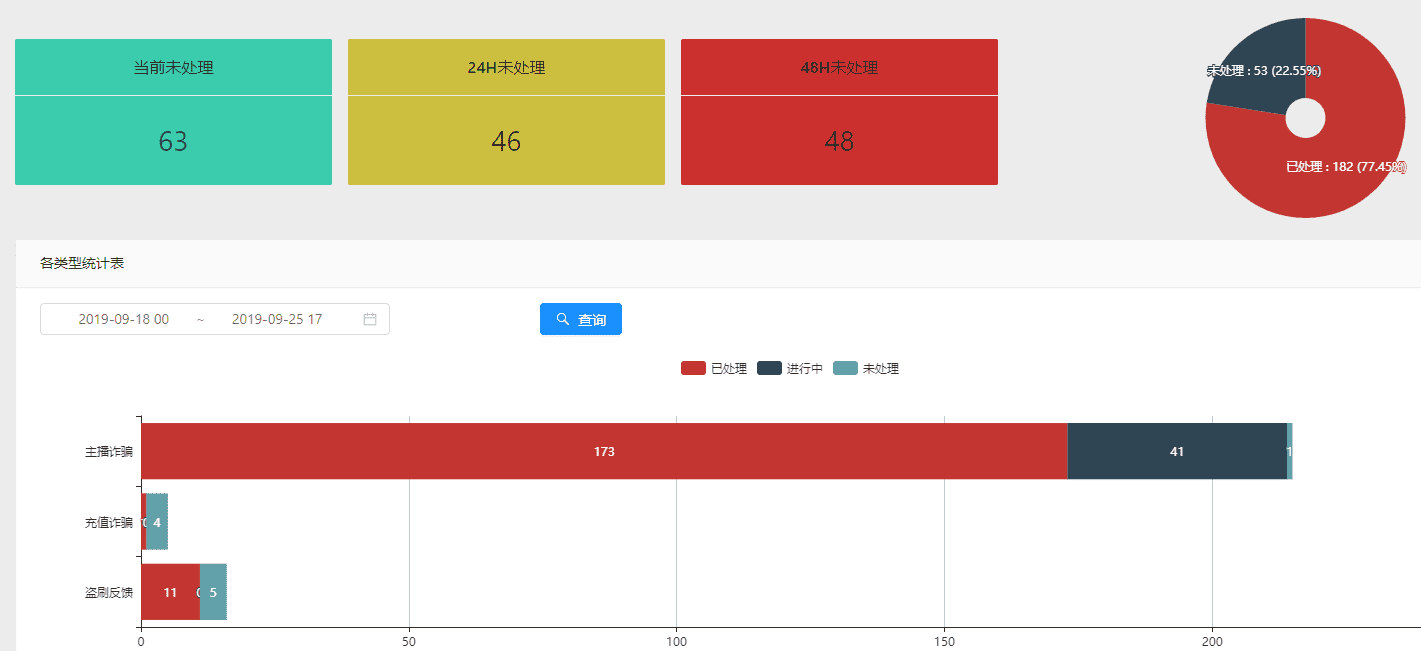 当前未处理
63
24H未处理
46
48H未处理
48
未处理 : 53 (22.55%)
已处理 : 182 (77.45%)
各类型统计表
2019-09-18 00 ~ 2019-09-25 17
查询
已处理 进行中 未处理
主播诈骗 173 41 1
充值诈骗 4
盗刷反馈 11 0 5
0 50 100 150 200